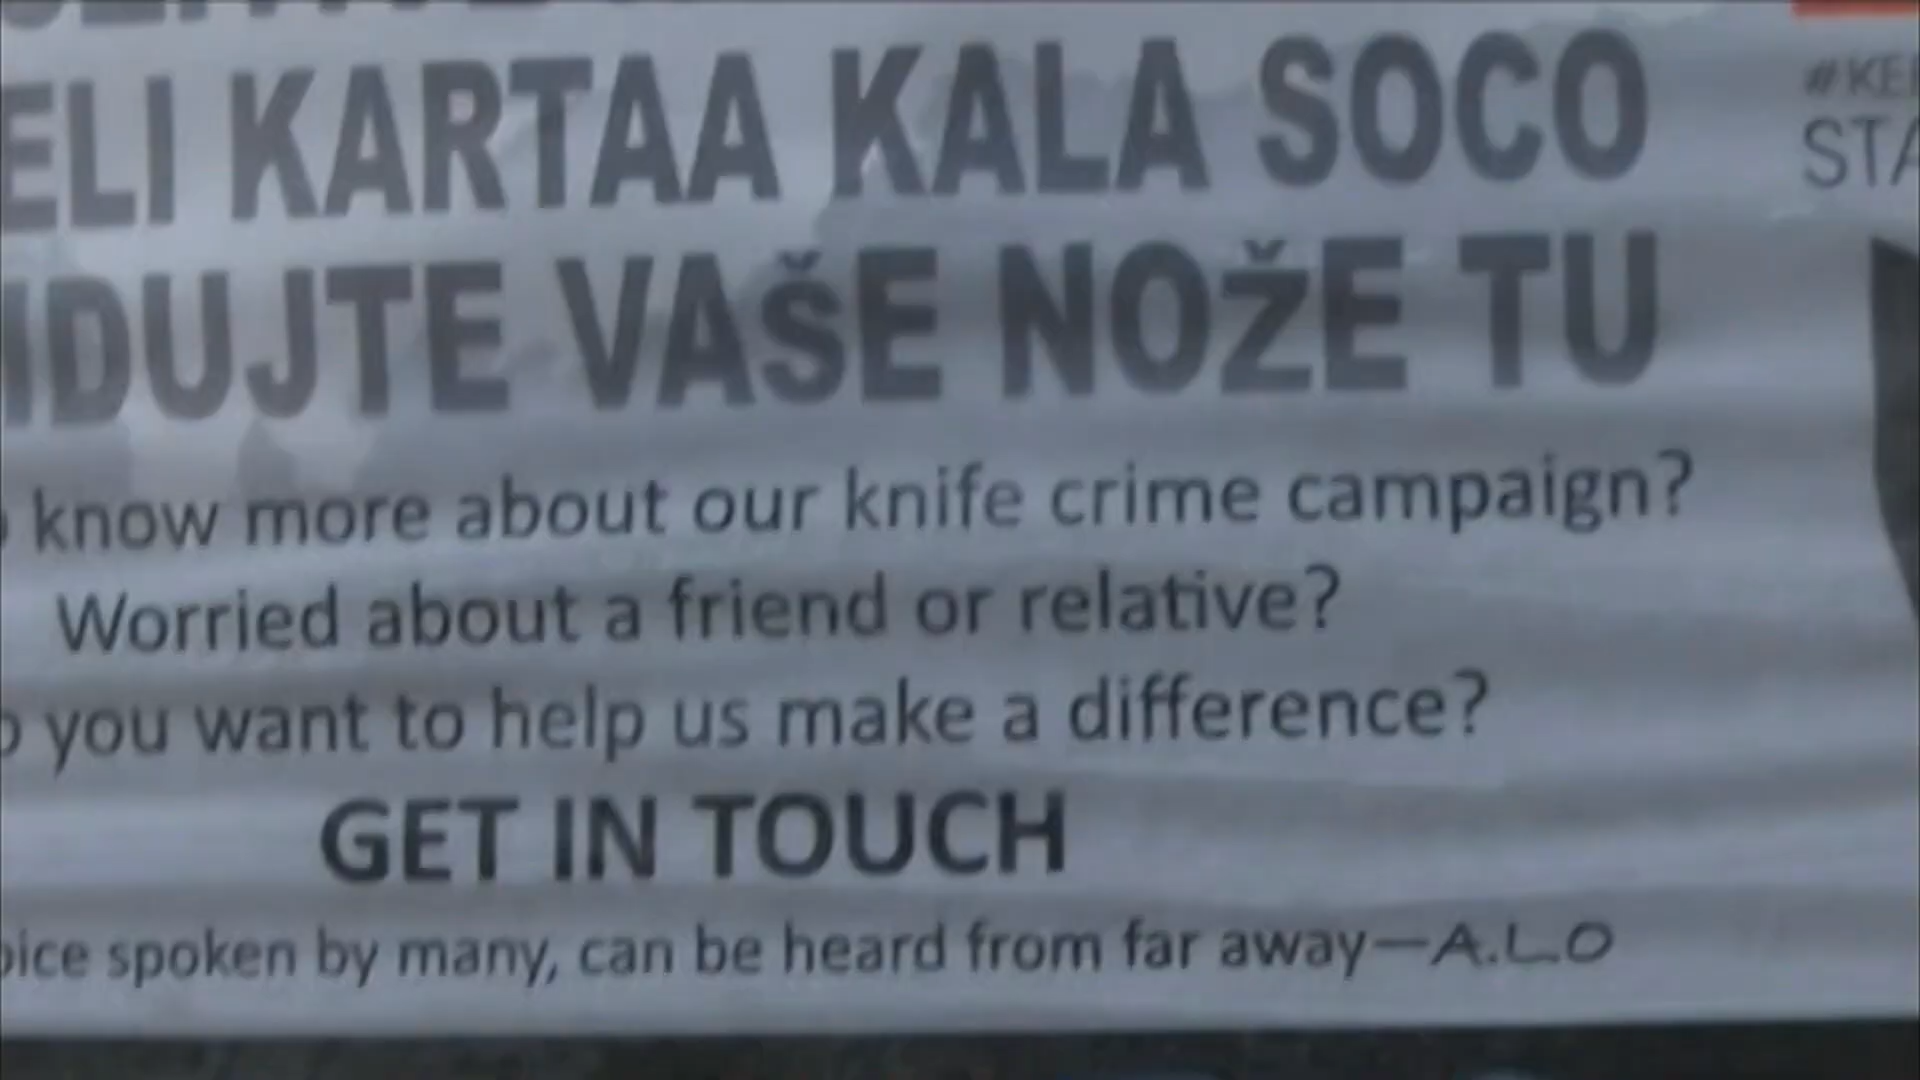 ELI KARTAA KALA SOCO
#KE
STA
DUJTE VAŠE NOŽE TU
know more about our knife crime campaign?
Worried about a friend or relative?
you want to help us make a difference?
GET IN TOUCH
oice spoken by many, can be heard from far away—A.L.O